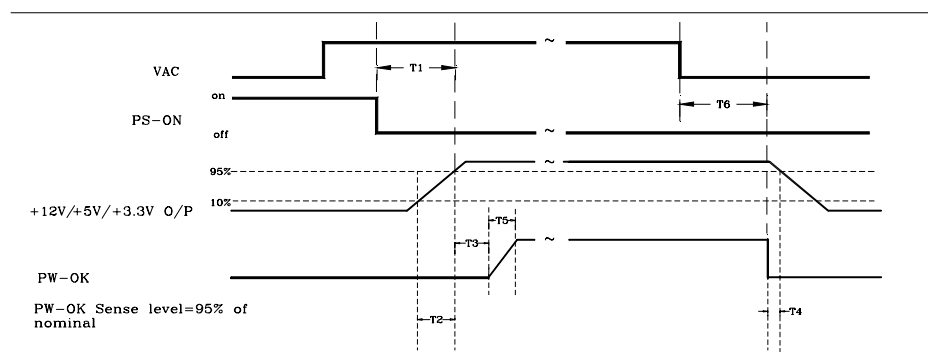 VAC
~
~
T1
T6
on
PS-ON
off
~
95%
~
10%
+12V/+5V/+3.3V O/P
T5
T3
~
PW-OK
PW-OK Sense level=95% of
nominal
T2
T4